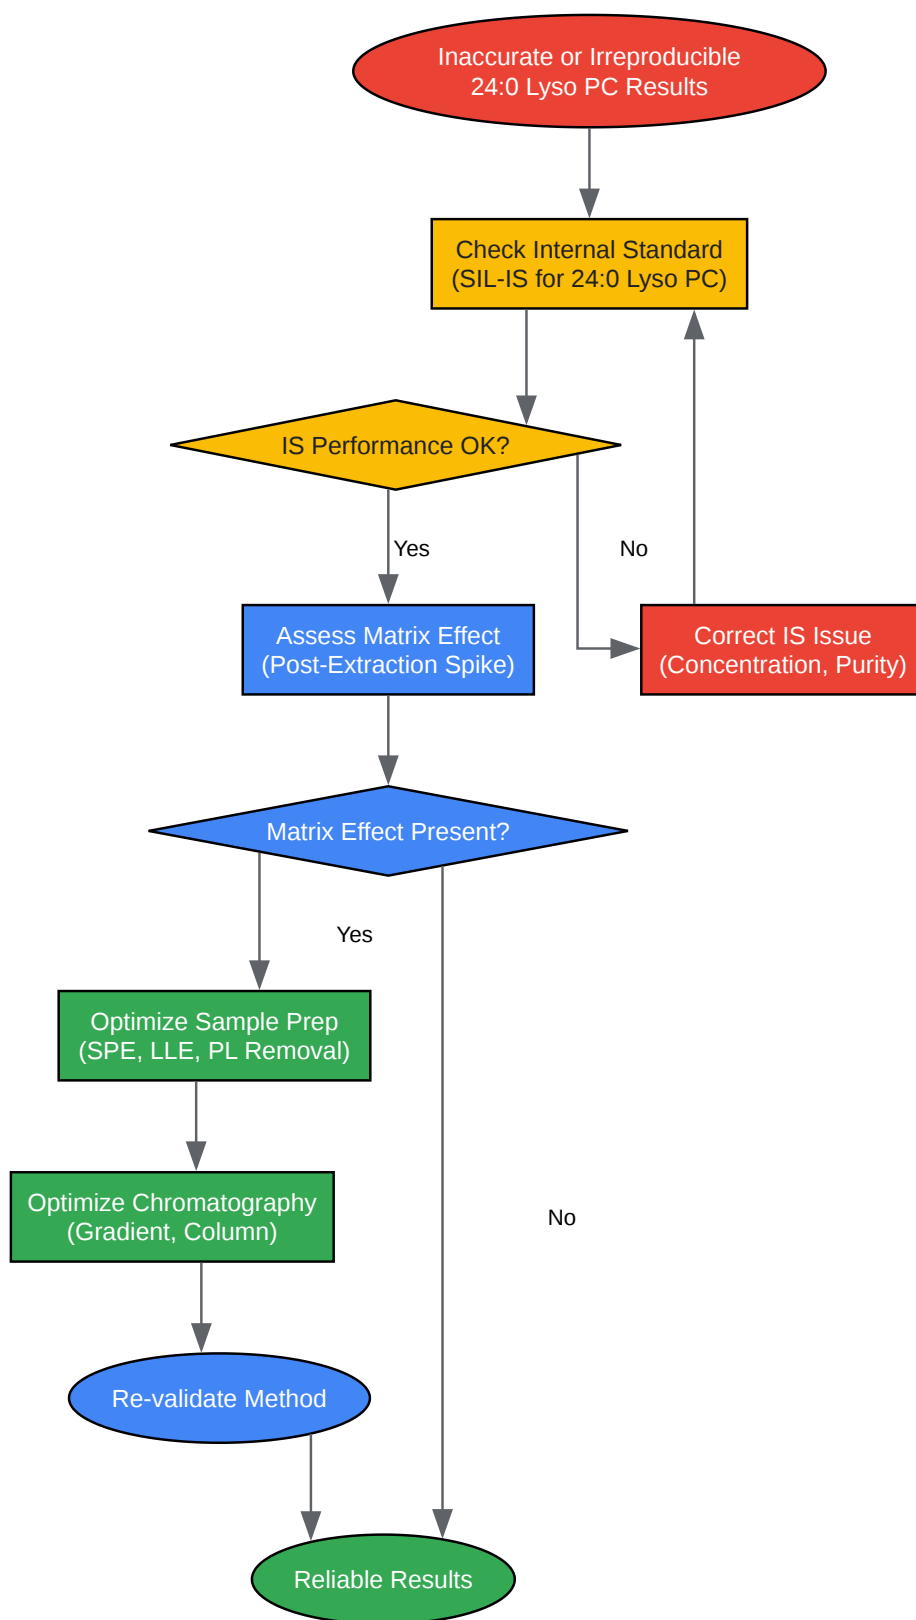 Inaccurate or Irreproducible
24:0 Lyso PC Results
Check Internal Standard
(SIL-IS for 24:0 Lyso PC)
IS Performance OK?
Yes
No
Assess Matrix Effect
(Post-Extraction Spike)
Correct IS Issue
(Concentration, Purity)
Matrix Effect Present?
Yes
Optimize Sample Prep
(SPE, LLE, PL Removal)
Optimize Chromatography
(Gradient, Column)
No
Re-validate Method
Reliable Results